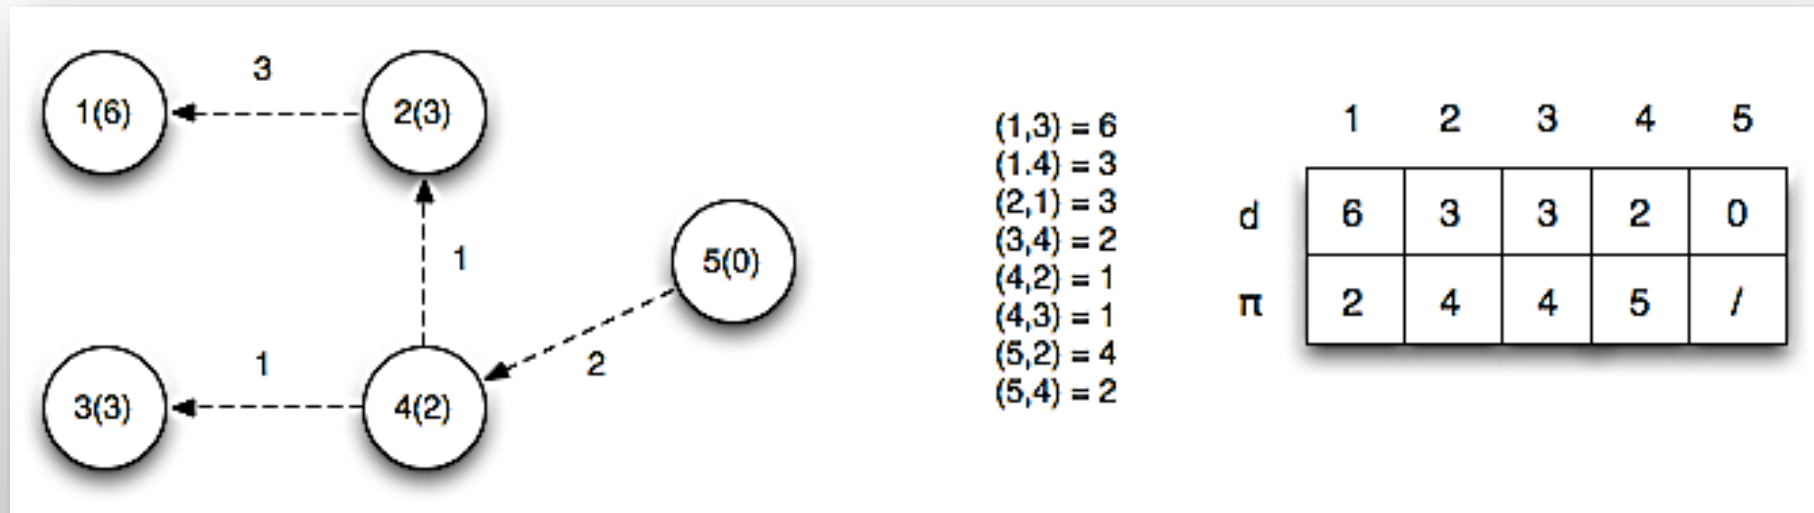 3
1(6) 2(3)
1
5(0)
1 2
3(3) 4(2)
(1,3) = 6
(1.4) = 3
(2,1) = 3
(3,4) = 2
(4,2) = 1
(4,3) = 1
(5,2) = 4
(5,4) = 2
1 2 3 4 5
d 6 3 3 2 0
π 2 4 4 5 /